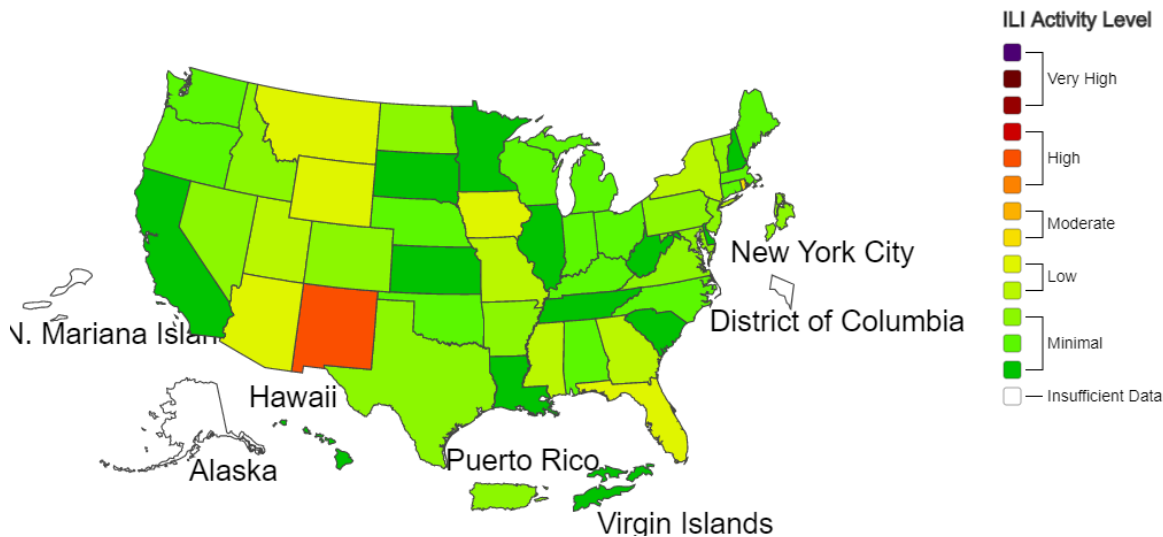 ILI Activity Level
Very High
High
Moderate
Low
Minimal
Insufficient Data
New York City
District of Columbia
N. Mariana Islan
Hawaii
Alaska
Puerto Rico
Virgin Islands